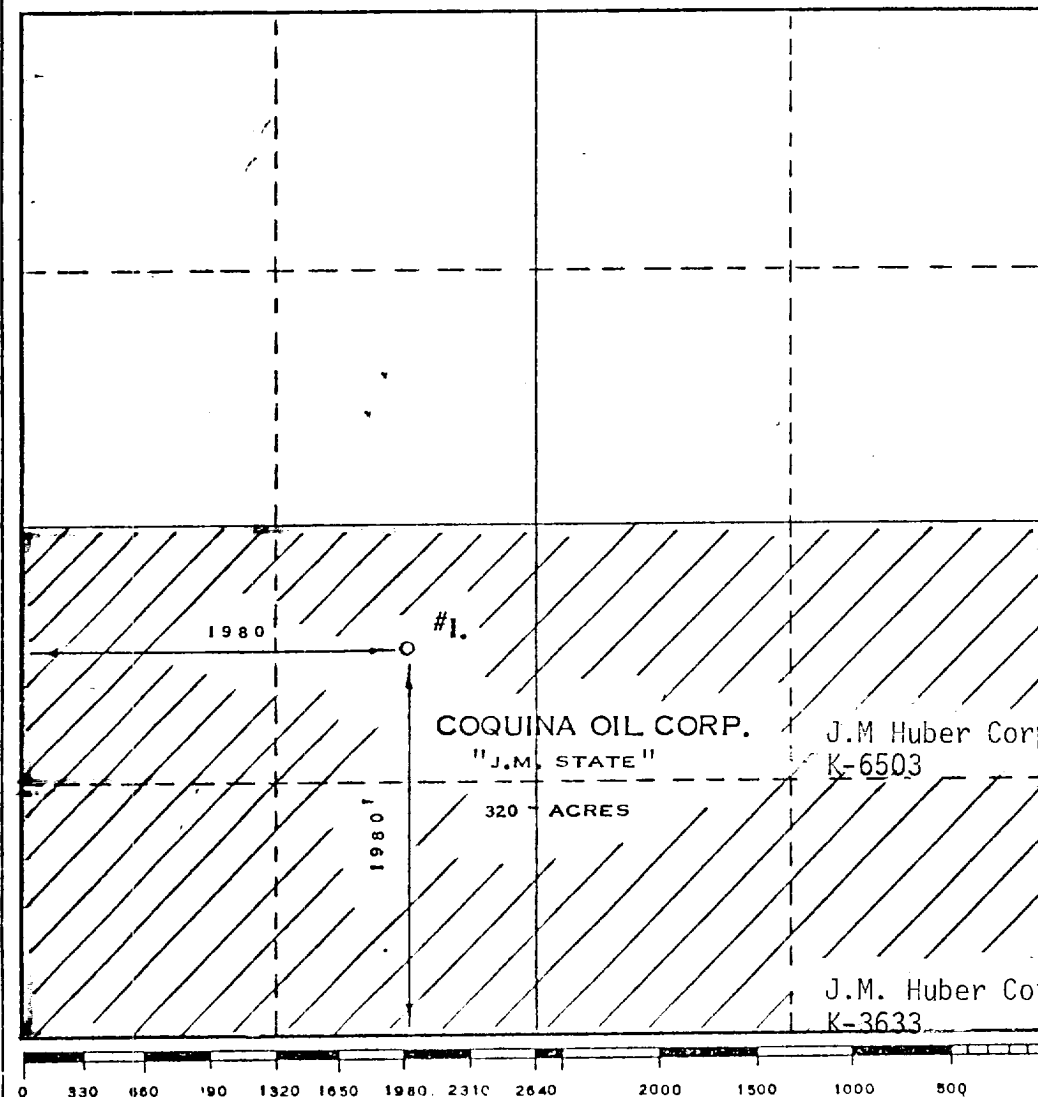 1980
#1.
COQUINA OIL CORP.
"J.M. STATE"
320 ACRES
1980'
J.M Huber Corp
K-6503
J.M. Huber Co
K-3633
0 330 660 990 1320 1650 1980. 2310 2640 2000 1500 1000 500